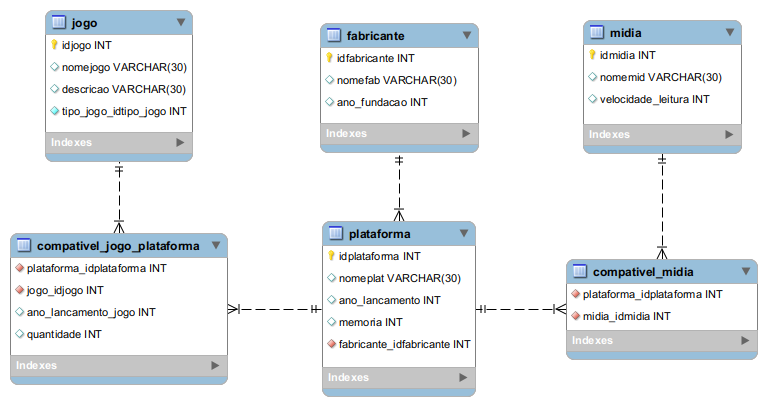 jogo
idjogo INT
nomejogo VARCHAR(30)
descricao VARCHAR(30)
tipo_jogo_idtipo_jogo INT
Indexes
fabricante
idfabricante INT
nomefab VARCHAR(30)
ano_fundacao INT
Indexes
midia
idmidia INT
nomemid VARCHAR(30)
velocidade_leitura INT
Indexes
compativel_jogo_plataforma
plataforma_idplataforma INT
jogo_idjogo INT
ano_lancamento_jogo INT
quantidade INT
Indexes
plataforma
idplataforma INT
nomeplat VARCHAR(30)
ano_lancamento INT
memoria INT
fabricante_idfabricante INT
Indexes
compativel_midia
plataforma_idplataforma INT
midia_idmidia INT
Indexes